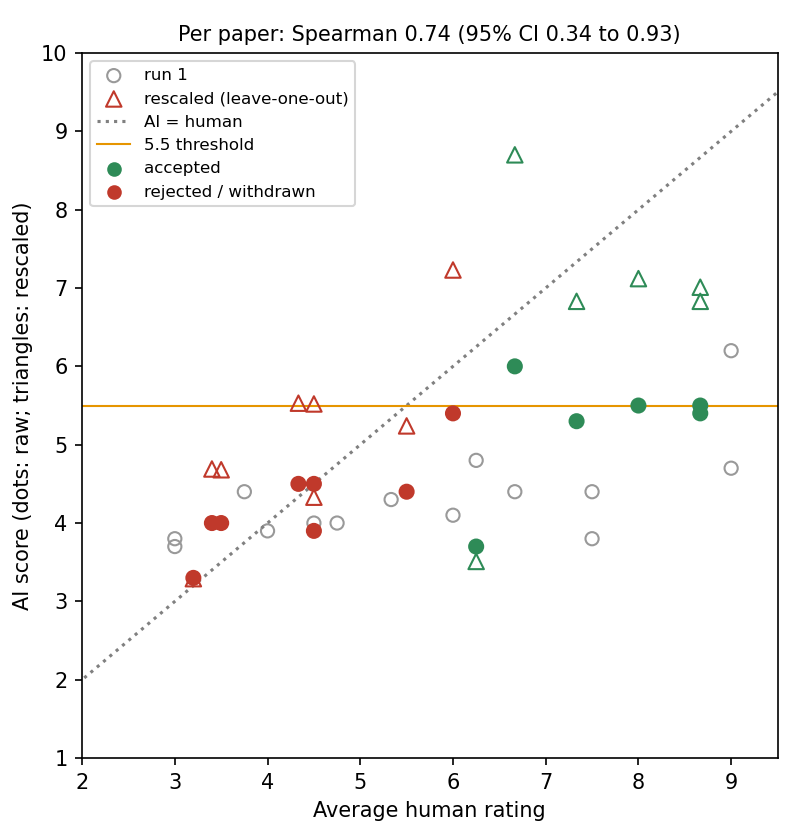 Per paper: Spearman 0.74 (95% CI 0.34 to 0.93)
run 1
rescaled (leave-one-out)
AI = human
5.5 threshold
accepted
rejected / withdrawn
AI score (dots: raw; triangles: rescaled)
10
9
8
7
6
5
4
3
2
1
2 3 4 5 6 7 8 9
Average human rating